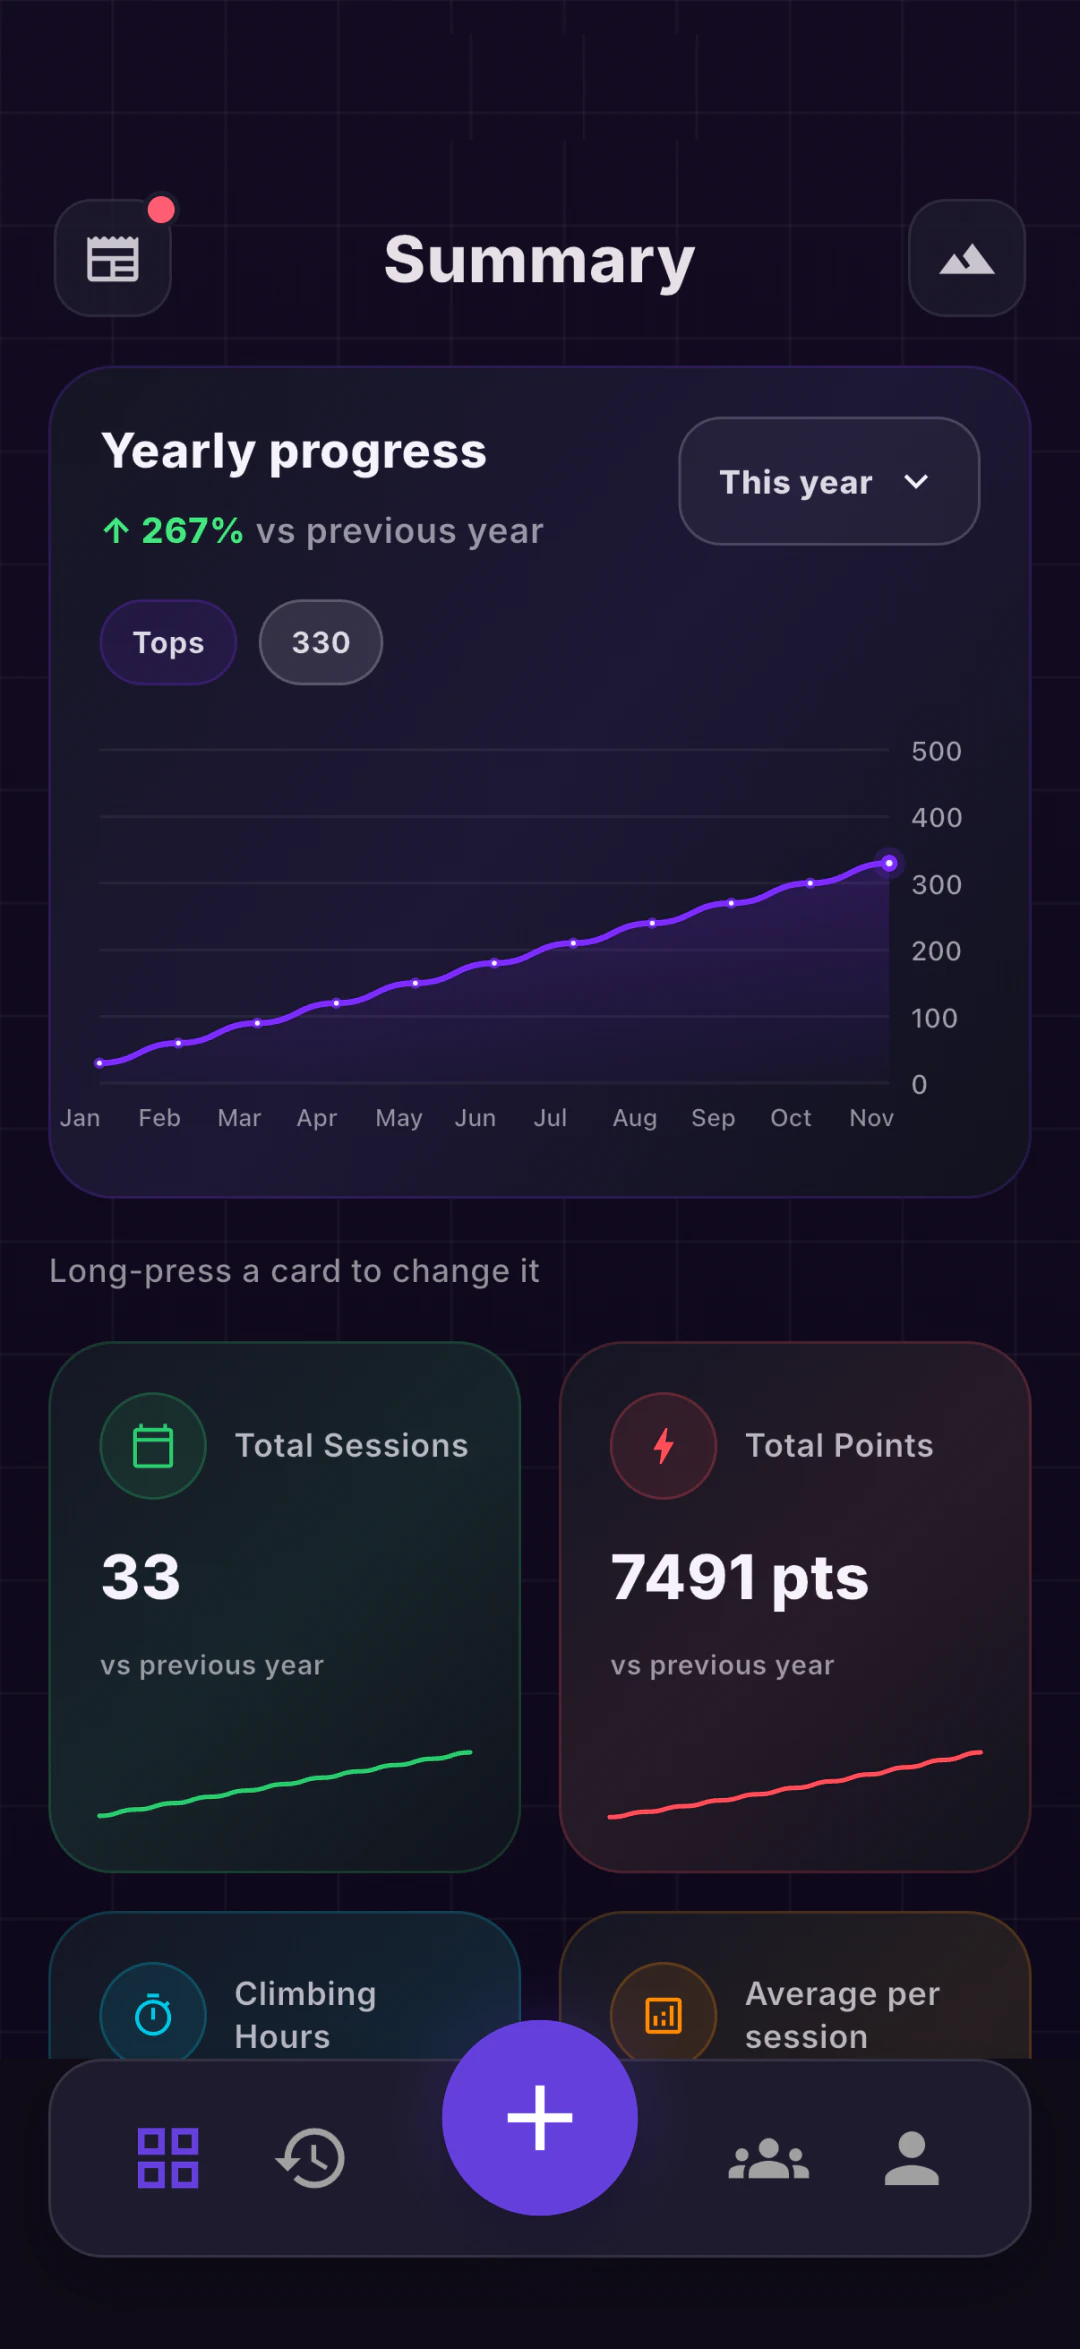 Summary
Yearly progress
This year
↑ 267% vs previous year
Tops
330
500
400
300
200
100
0
Jan Feb Mar Apr May Jun Jul Aug Sep Oct Nov
Long-press a card to change it
Total Sessions
33
vs previous year
Total Points
7491 pts
vs previous year
Climbing
Hours
Average per
session